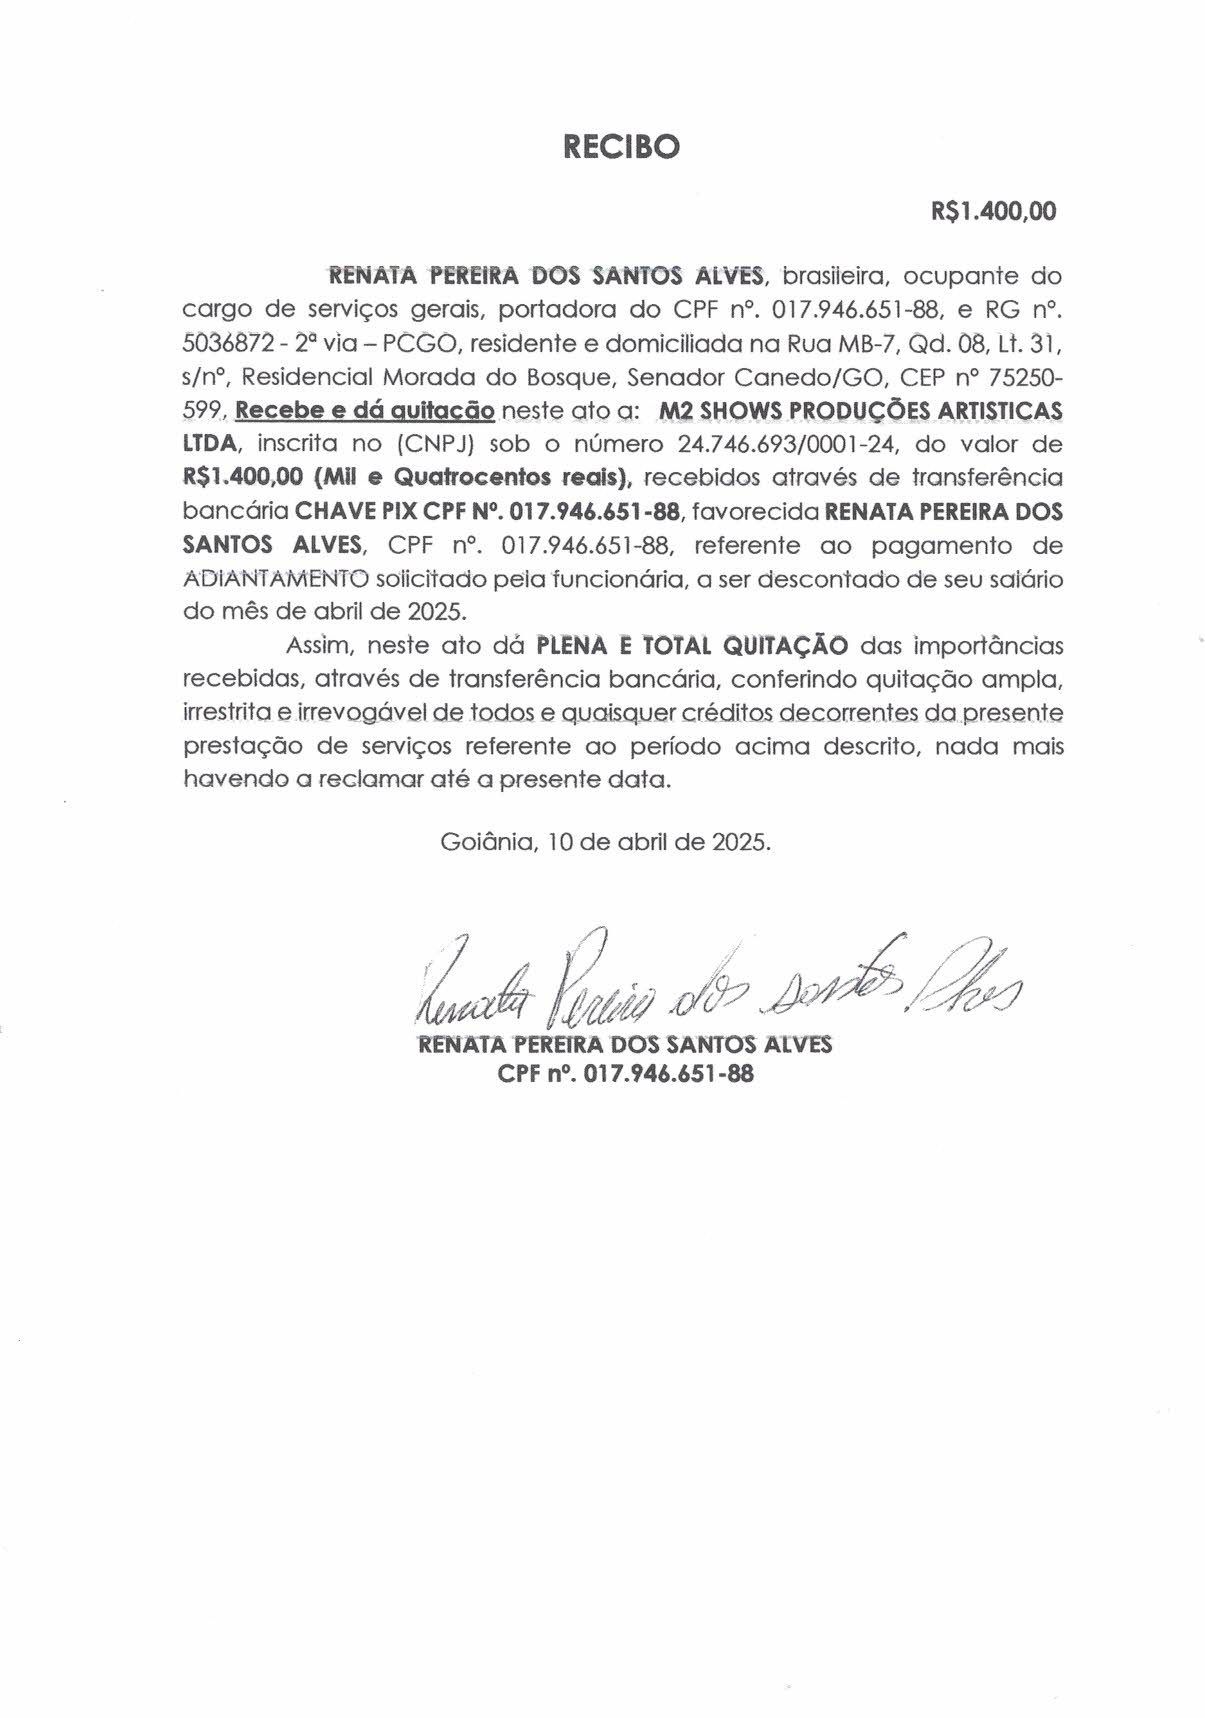 RECIBO
R$1.400,00
RENATA PEREIRA DOS SANTOS ALVES, brasileira, ocupante do
cargo de serviços gerais, portadora do CPF nº. 017.946.651-88, e RG nº.
5036872 - 2ª via – PCGO, residente e domiciliada na Rua MB-7, Qd. 08, Lt. 31,
s/nº, Residencial Morada do Bosque, Senador Canedo/GO, CEP nº 75250-
599, Recebe e dá quitação neste ato a: M2 SHOWS PRODUÇÕES ARTISTICAS
LTDA, inscrita no (CNPJ) sob o número 24.746.693/0001-24, do valor de
R$1.400,00 (Mil e Quatrocentos reais), recebidos através de transferência
bancária CHAVE PIX CPF Nº. 017.946.651-88, favorecida RENATA PEREIRA DOS
SANTOS ALVES, CPF nº. 017.946.651-88, referente ao pagamento de
ADIANTAMENTO solicitado pela funcionária, a ser descontado de seu salário
do mês de abril de 2025.
Assim, neste ato dá PLENA E TOTAL QUITAÇÃO das importâncias
recebidas, através de transferência bancária, conferindo quitação ampla,
irrestrita e irrevogável de todos e quaisquer créditos decorrentes da presente
prestação de serviços referente ao período acima descrito, nada mais
havendo a reclamar até a presente data.
Goiânia, 10 de abril de 2025.
Renata Pereira dos Santos Alves
RENATA PEREIRA DOS SANTOS ALVES
CPF nº. 017.946.651-88